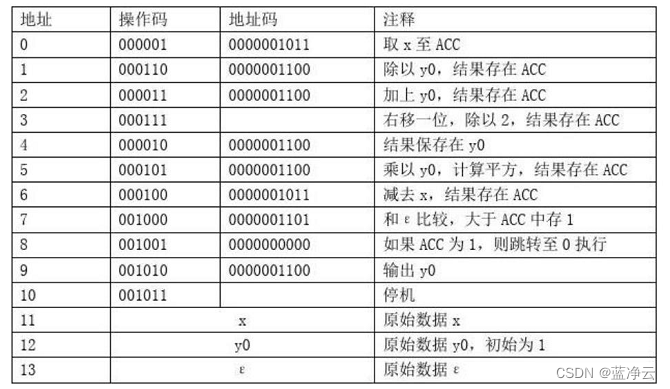 地址 操作码 地址码 注释
0 000001 0000001011 取 x 至 ACC
1 000110 0000001100 除以 y0，结果存在 ACC
2 000011 0000001100 加上 y0，结果存在 ACC
3 000111 右移一位，除以 2，结果存在 ACC
4 000010 0000001100 结果保存在 y0
5 000101 0000001100 乘以 y0，计算平方，结果存在 ACC
6 000100 0000001011 减去 x，结果存在 ACC
7 001000 0000001101 和 ε 比较，大于 ACC 中存 1
8 001001 0000000000 如果 ACC 为 1，则跳转至 0 执行
9 001010 0000001100 输出 y0
10 001011 停机
11 x 原始数据 x
12 y0 原始数据 y0，初始为 1
13 ε 原始数据 ε
CSDN @蓝净云